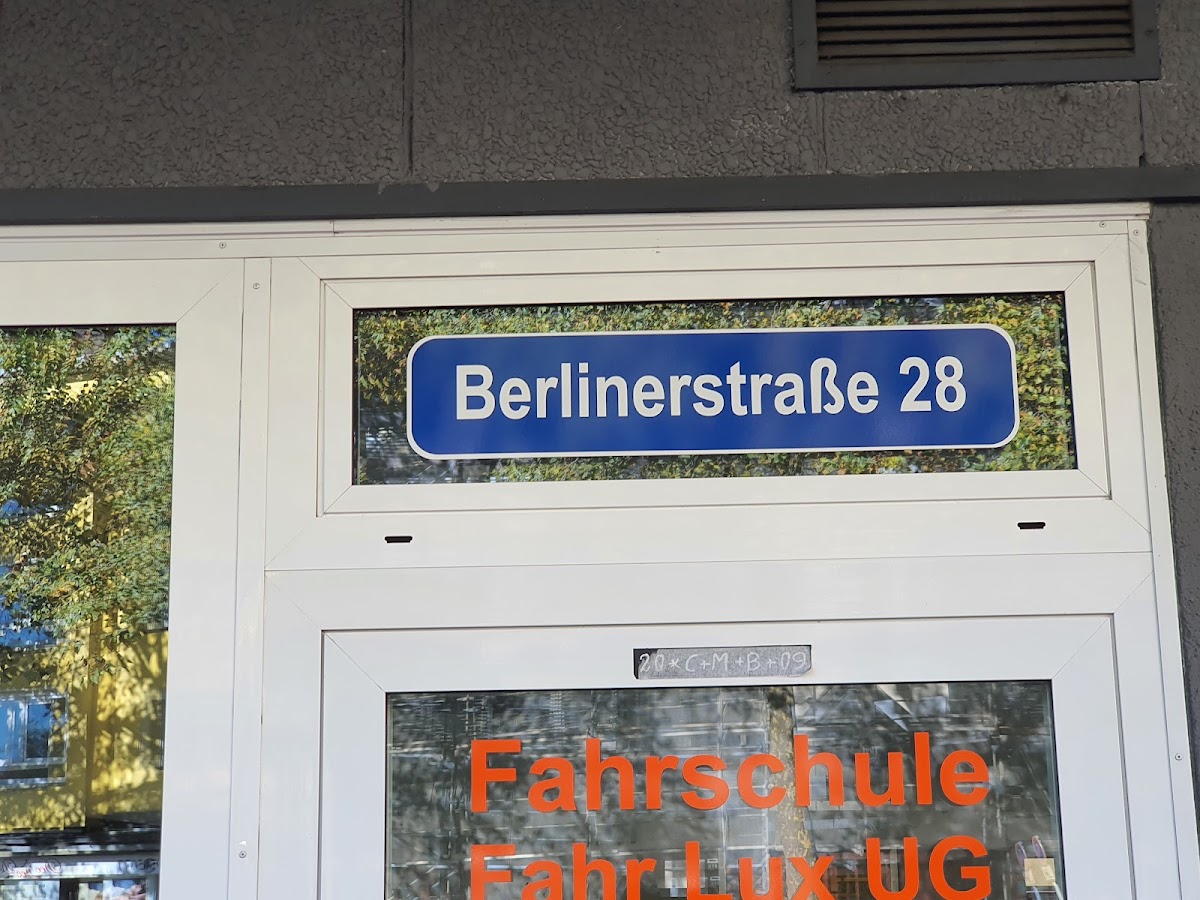 Berlinerstraße 28
20*C+M+B+09
Fahrschule
Fahr Lux UG